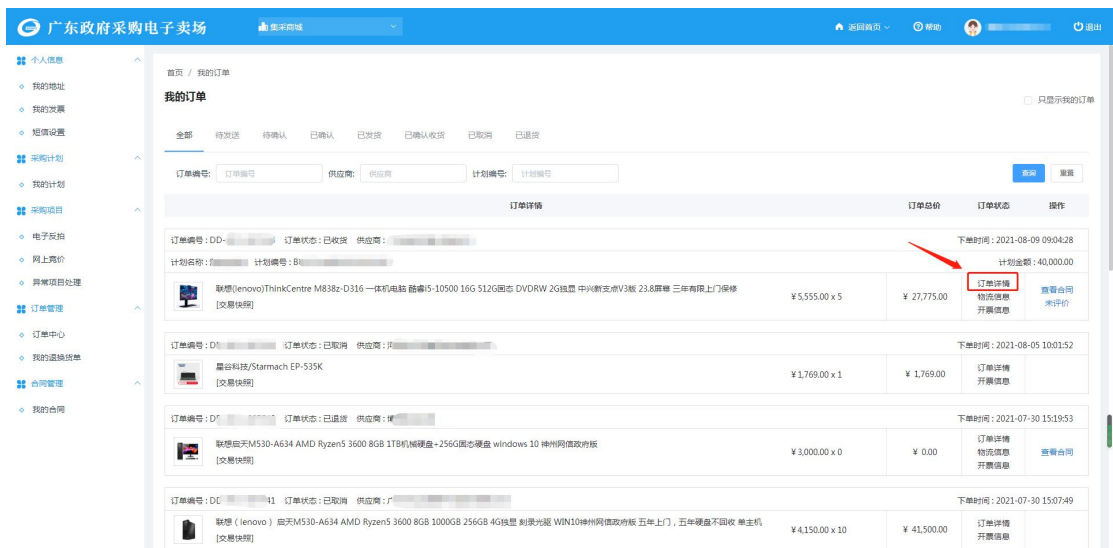 广东政府采购电子卖场 集采商城 返回首页 帮助 退出
个人信息
我的地址
我的发票
短信设置
采购计划
我的计划
采购项目
电子反拍
网上竞价
异常项目处理
订单管理
订单中心
我的退换货单
合同管理
我的合同
首页 / 我的订单
我的订单
只显示我的订单
全部 待发送 待确认 已确认 已发货 已确认收货 已取消 已退货
订单编号: 订单编号 供应商: 供应商 计划编号: 计划编号 查询 重置
订单详情 订单总价 订单状态 操作
订单编号：DD- 订单状态：已收货 供应商： 下单时间：2021-08-09 09:04:28
计划名称： 计划编号： 计划金额：40,000.00
联想(lenovo)ThinkCentre M838z-D316 一体机电脑 酷睿i5-10500 16G 512G固态 DVDRW 2G独显 中兴新支点V3版 23.8屏幕 三年有限上门保修
[交易快照]
¥5,555.00 x 5 ¥ 27,775.00
订单详情
物流信息
开票信息
查看合同
未评价
订单编号： 订单状态：已取消 供应商： 下单时间：2021-08-05 10:01:52
星谷科技/Starmach EP-535K
[交易快照]
¥1,769.00 x 1 ¥ 1,769.00
订单详情
开票信息
订单编号： 订单状态：已退货 供应商： 下单时间：2021-07-30 15:19:53
联想启天M530-A634 AMD Ryzen5 3600 8GB 1TB机械硬盘+256G固态硬盘 windows 10 神州网信政府版
[交易快照]
¥3,000.00 x 0 ¥ 0.00
订单详情
物流信息
开票信息
查看合同
订单编号： 41 订单状态：已取消 供应商： 下单时间：2021-07-30 15:07:49
联想（lenovo）启天M530-A634 AMD Ryzen5 3600 8GB 1000GB 256GB 4G独显 刻录光驱 WIN10神州网信政府版 五年上门，五年硬盘不回收 单主机
[交易快照]
¥4,150.00 x 10 ¥ 41,500.00
订单详情
开票信息